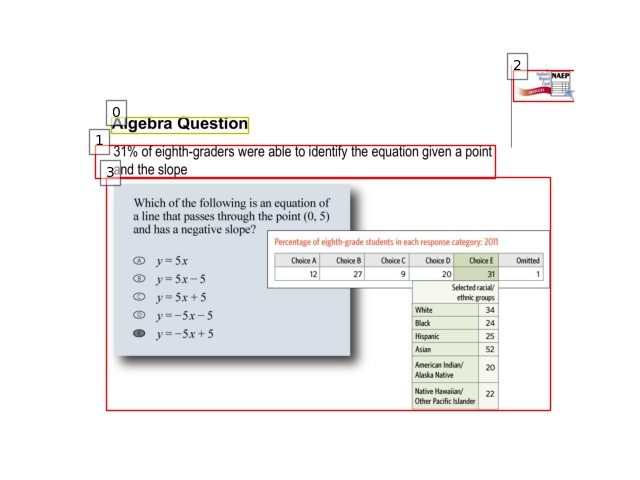 2
NAEP
0
Algebra Question
1
31% of eighth-graders were able to identify the equation given a point
and the slope
3
Which of the following is an equation of
a line that passes through the point (0, 5)
and has a negative slope?
A y = 5x
B y = 5x − 5
C y = 5x + 5
D y = −5x − 5
E y = −5x + 5
Percentage of eighth-grade students in each response category: 2011
Choice A Choice B Choice C Choice D Choice E Omitted
12 27 9 20 31 1
Selected racial/
ethnic groups
White 34
Black 24
Hispanic 25
Asian 52
American Indian/
Alaska Native 20
Native Hawaiian/
Other Pacific Islander 22